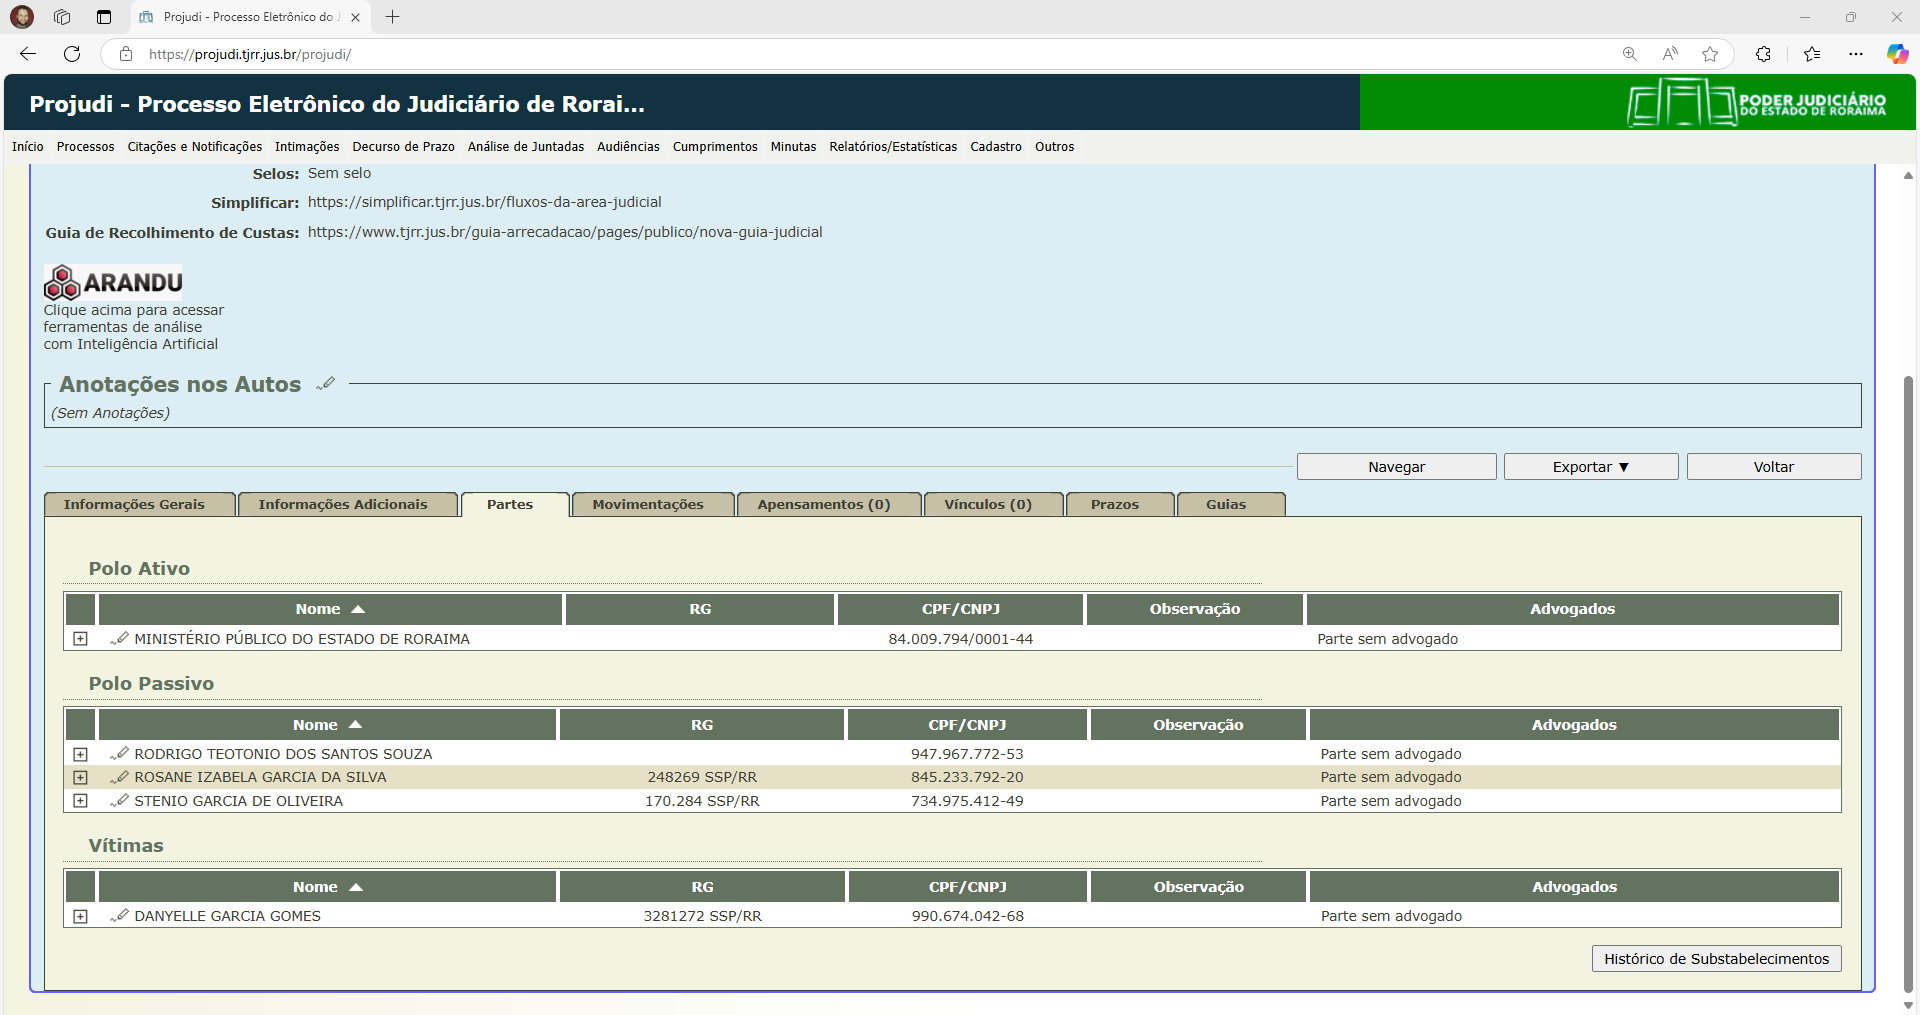 Projudi - Processo Eletrônico do J
https://projudi.tjrr.jus.br/projudi/
Projudi - Processo Eletrônico do Judiciário de Rorai...
PODER JUDICIÁRIO
DO ESTADO DE RORAIMA
Início Processos Citações e Notificações Intimações Decurso de Prazo Análise de Juntadas Audiências Cumprimentos Minutas Relatórios/Estatísticas Cadastro Outros
Selos: Sem selo
Simplificar: https://simplificar.tjrr.jus.br/fluxos-da-area-judicial
Guia de Recolhimento de Custas: https://www.tjrr.jus.br/guia-arrecadacao/pages/publico/nova-guia-judicial
ARANDU
Clique acima para acessar
ferramentas de análise
com Inteligência Artificial
Anotações nos Autos
(Sem Anotações)
Navegar Exportar ▼ Voltar
Informações Gerais Informações Adicionais Partes Movimentações Apensamentos (0) Vínculos (0) Prazos Guias
Polo Ativo
Nome RG CPF/CNPJ Observação Advogados
MINISTÉRIO PÚBLICO DO ESTADO DE RORAIMA 84.009.794/0001-44 Parte sem advogado
Polo Passivo
Nome RG CPF/CNPJ Observação Advogados
RODRIGO TEOTONIO DOS SANTOS SOUZA 947.967.772-53 Parte sem advogado
ROSANE IZABELA GARCIA DA SILVA 248269 SSP/RR 845.233.792-20 Parte sem advogado
STENIO GARCIA DE OLIVEIRA 170.284 SSP/RR 734.975.412-49 Parte sem advogado
Vítimas
Nome RG CPF/CNPJ Observação Advogados
DANYELLE GARCIA GOMES 3281272 SSP/RR 990.674.042-68 Parte sem advogado
Histórico de Substabelecimentos